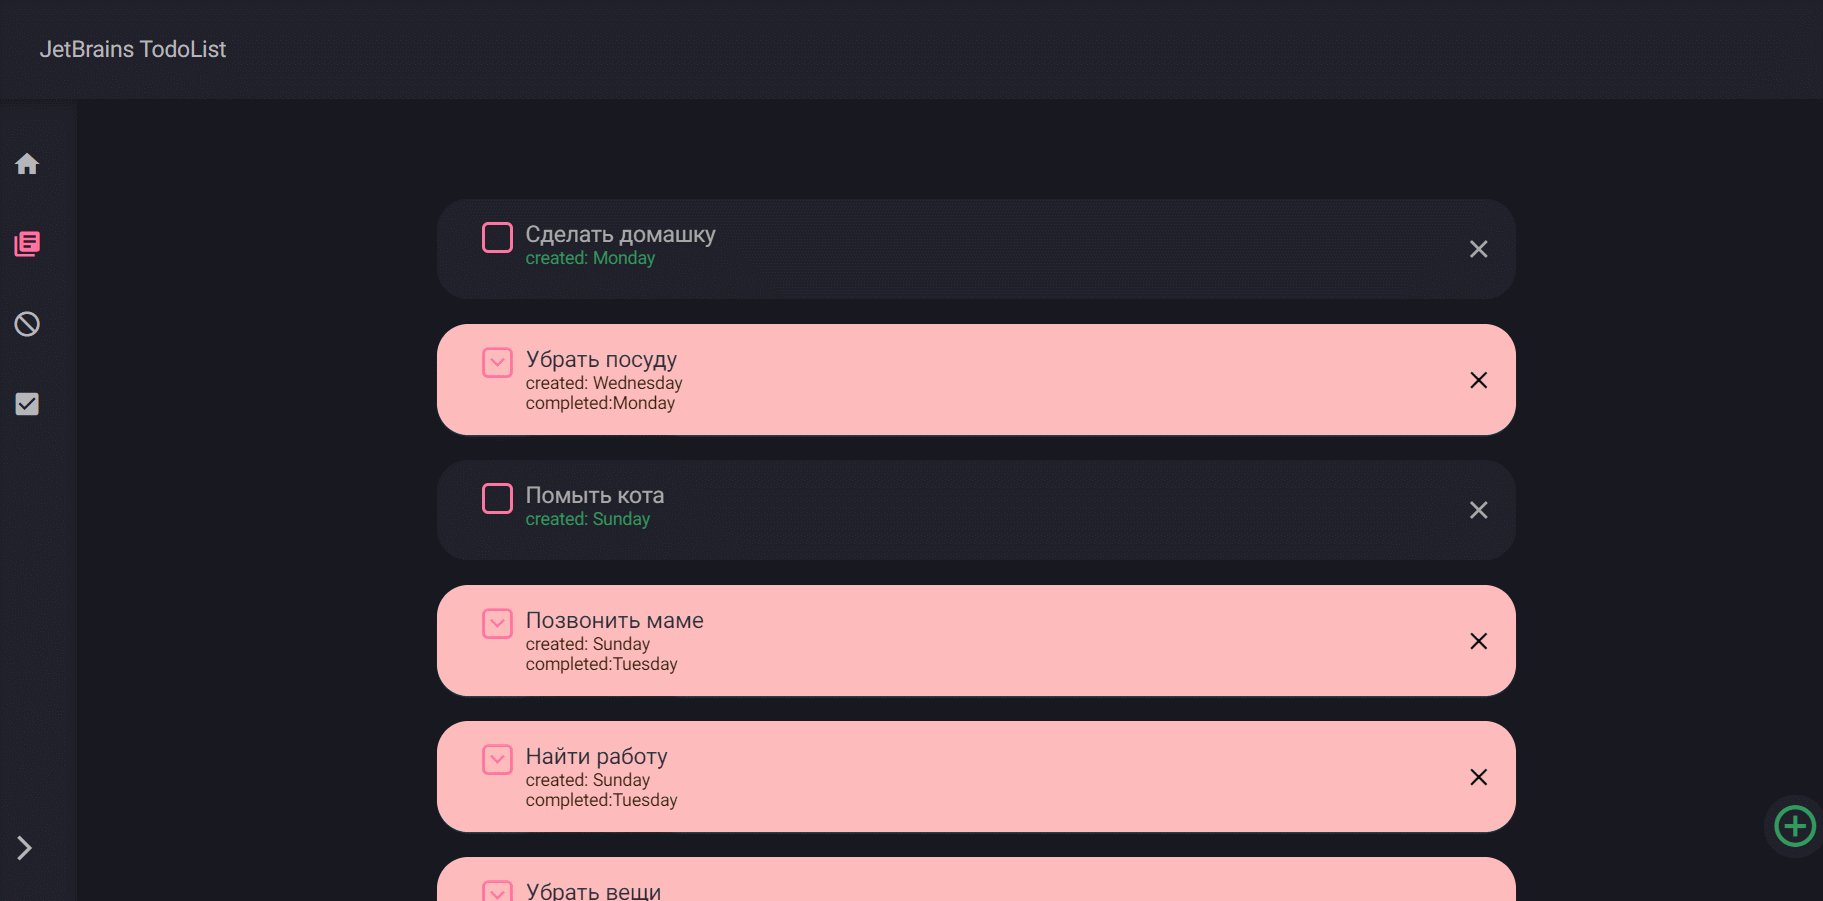 JetBrains TodoList
Сделать домашку
created: Monday
Убрать посуду
created: Wednesday
completed:Monday
Помыть кота
created: Sunday
Позвонить маме
created: Sunday
completed:Tuesday
Найти работу
created: Sunday
completed:Tuesday
Убрать вещи